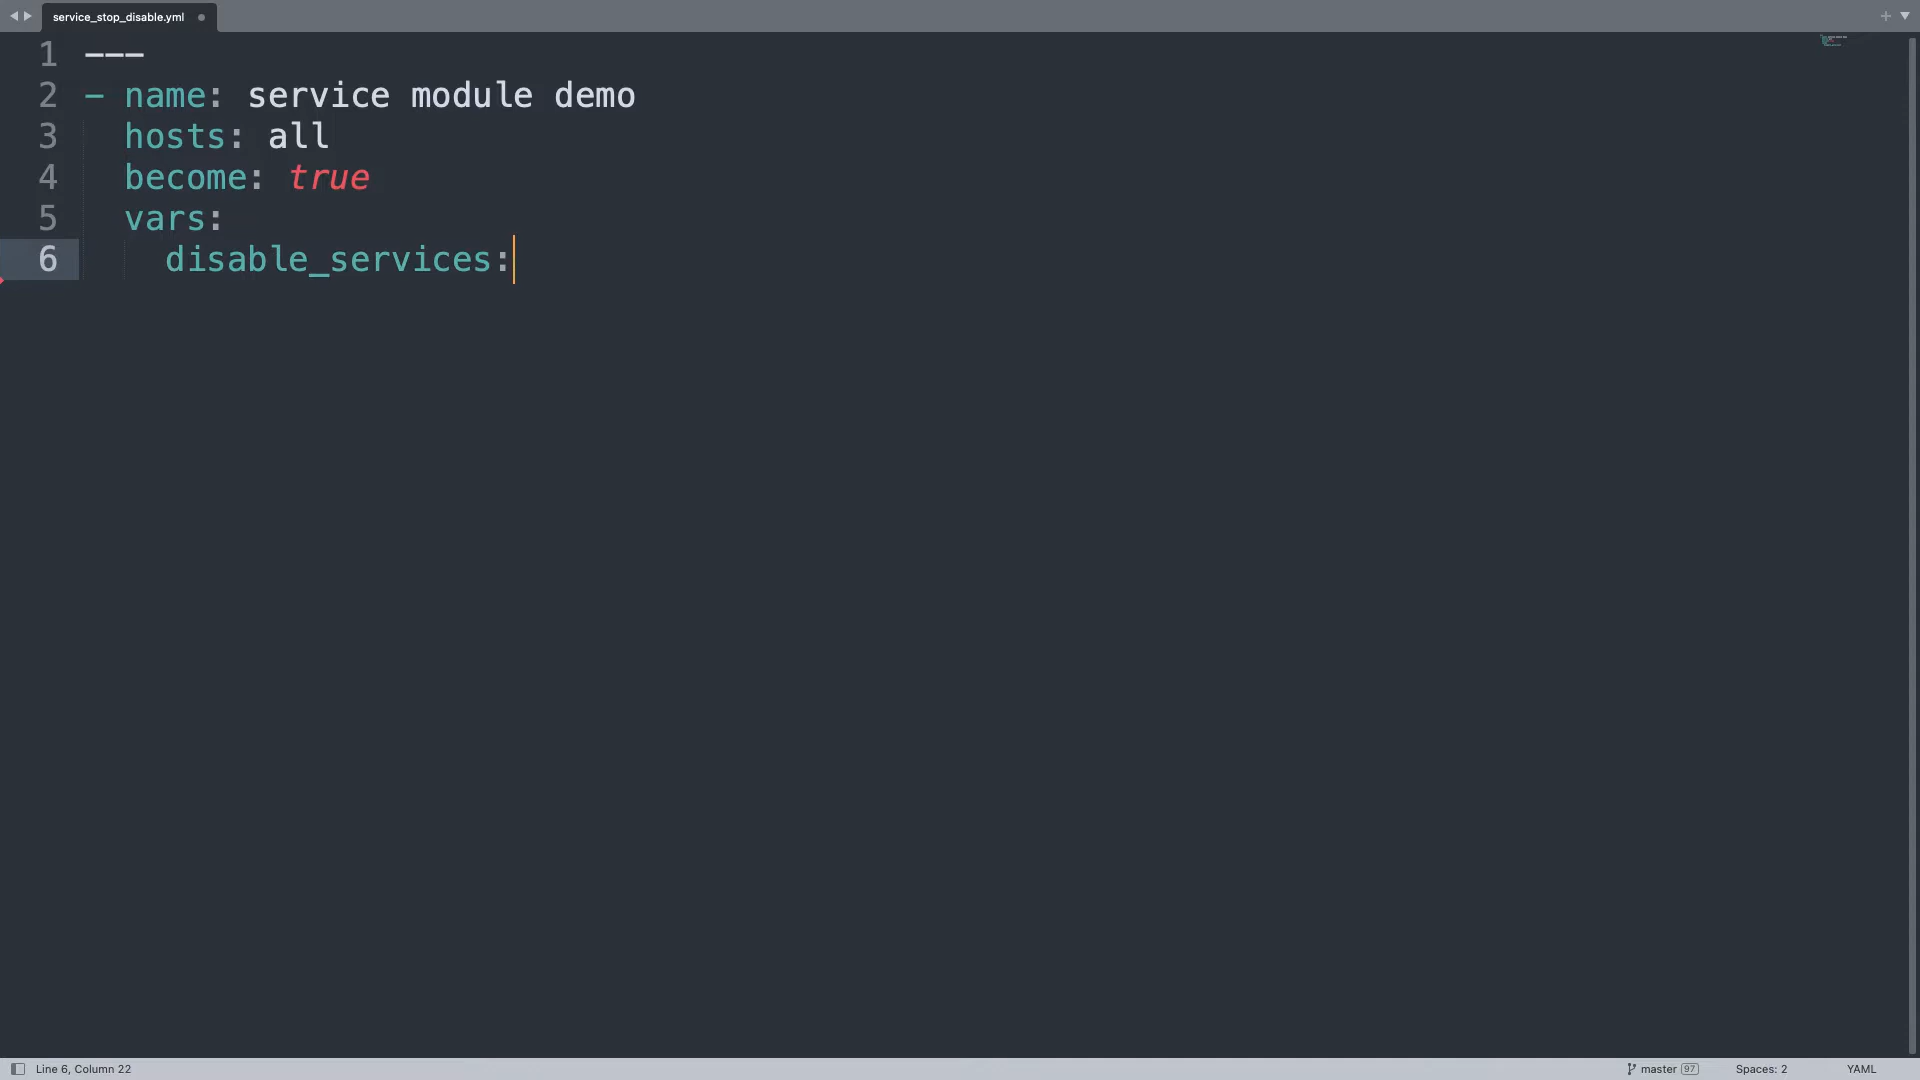 service_stop_disable.yml
1 ---
2 - name: service module demo
3 hosts: all
4 become: true
5 vars:
6 disable_services:
Line 6, Column 22
master 97
Spaces: 2
YAML